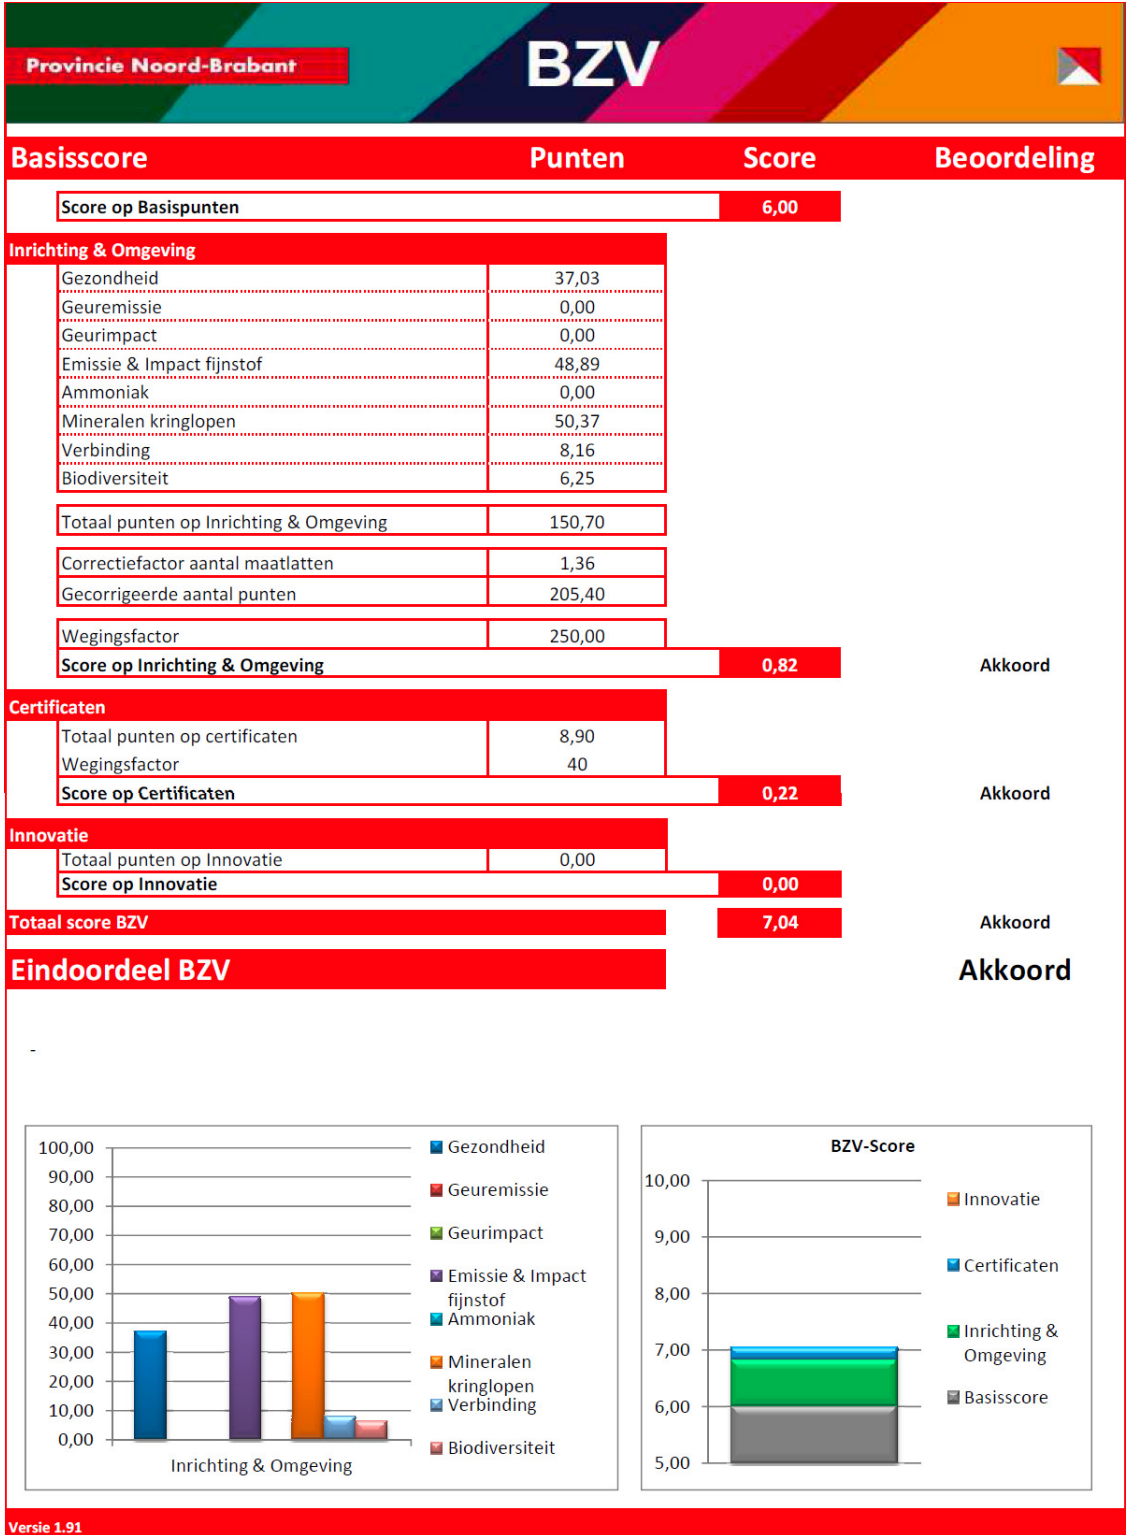 Provincie Noord-Brabant
BZV
Basisscore Punten Score Beoordeling
Score op Basispunten 6,00
Inrichting & Omgeving
Gezondheid 37,03
Geuremissie 0,00
Geurimpact 0,00
Emissie & Impact fijnstof 48,89
Ammoniak 0,00
Mineralen kringlopen 50,37
Verbinding 8,16
Biodiversiteit 6,25
Totaal punten op Inrichting & Omgeving 150,70
Correctiefactor aantal maatlatten 1,36
Gecorrigeerde aantal punten 205,40
Wegingsfactor 250,00
Score op Inrichting & Omgeving 0,82 Akkoord
Certificaten
Totaal punten op certificaten 8,90
Wegingsfactor 40
Score op Certificaten 0,22 Akkoord
Innovatie
Totaal punten op Innovatie 0,00
Score op Innovatie 0,00
Totaal score BZV 7,04 Akkoord
Eindoordeel BZV Akkoord
-
100,00
90,00
80,00
70,00
60,00
50,00
40,00
30,00
20,00
10,00
0,00
Inrichting & Omgeving
Gezondheid
Geuremissie
Geurimpact
Emissie & Impact
fijnstof
Ammoniak
Mineralen
kringlopen
Verbinding
Biodiversiteit
BZV-Score
10,00
9,00
8,00
7,00
6,00
5,00
Innovatie
Certificaten
Inrichting &
Omgeving
Basisscore
Versie 1.91